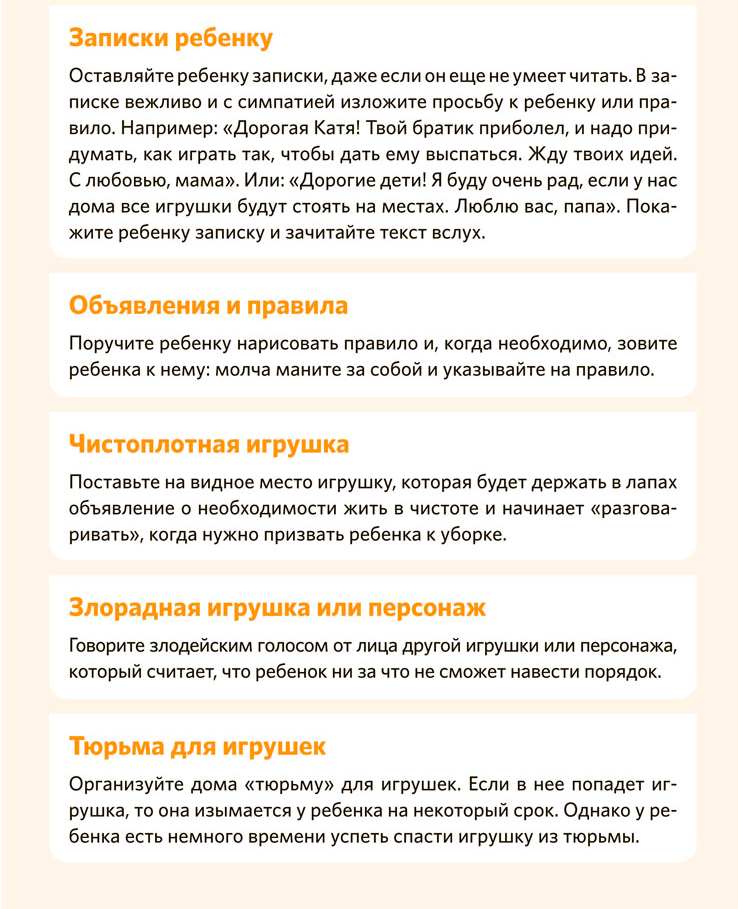 Записки ребенку
Оставляйте ребенку записки, даже если он еще не умеет читать. В за-
писке вежливо и с симпатией изложите просьбу к ребенку или пра-
вило. Например: «Дорогая Катя! Твой братик приболел, и надо при-
думать, как играть так, чтобы дать ему выспаться. Жду твоих идей.
С любовью, мама». Или: «Дорогие дети! Я буду очень рад, если у нас
дома все игрушки будут стоять на местах. Люблю вас, папа». Пока-
жите ребенку записку и зачитайте текст вслух.
Объявления и правила
Поручите ребенку нарисовать правило и, когда необходимо, зовите
ребенка к нему: молча маните за собой и указывайте на правило.
Чистоплотная игрушка
Поставьте на видное место игрушку, которая будет держать в лапах
объявление о необходимости жить в чистоте и начинает «разгова-
ривать», когда нужно призвать ребенка к уборке.
Злорадная игрушка или персонаж
Говорите злодейским голосом от лица другой игрушки или персонажа,
который считает, что ребенок ни за что не сможет навести порядок.
Тюрьма для игрушек
Организуйте дома «тюрьму» для игрушек. Если в нее попадет иг-
рушка, то она изымается у ребенка на некоторый срок. Однако у ре-
бенка есть немного времени успеть спасти игрушку из тюрьмы.